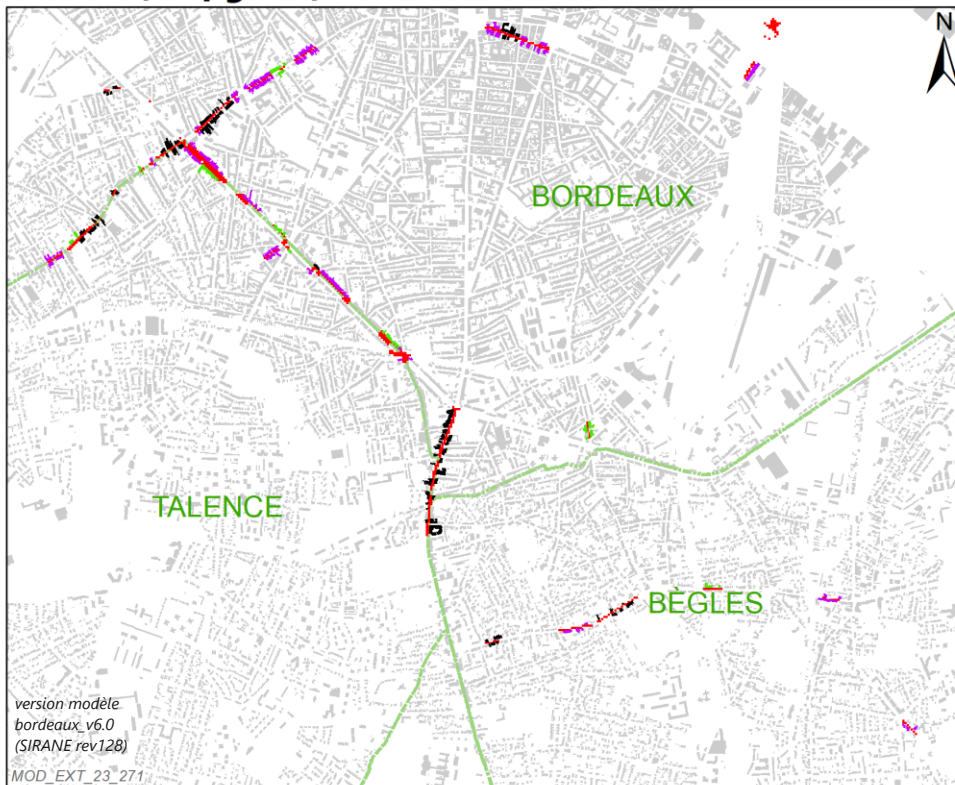 N
BORDEAUX
TALENCE
BÈGLES
version modèle
bordeaux_v6.0
(SIRANE rev128)
MOD_EXT_23_271